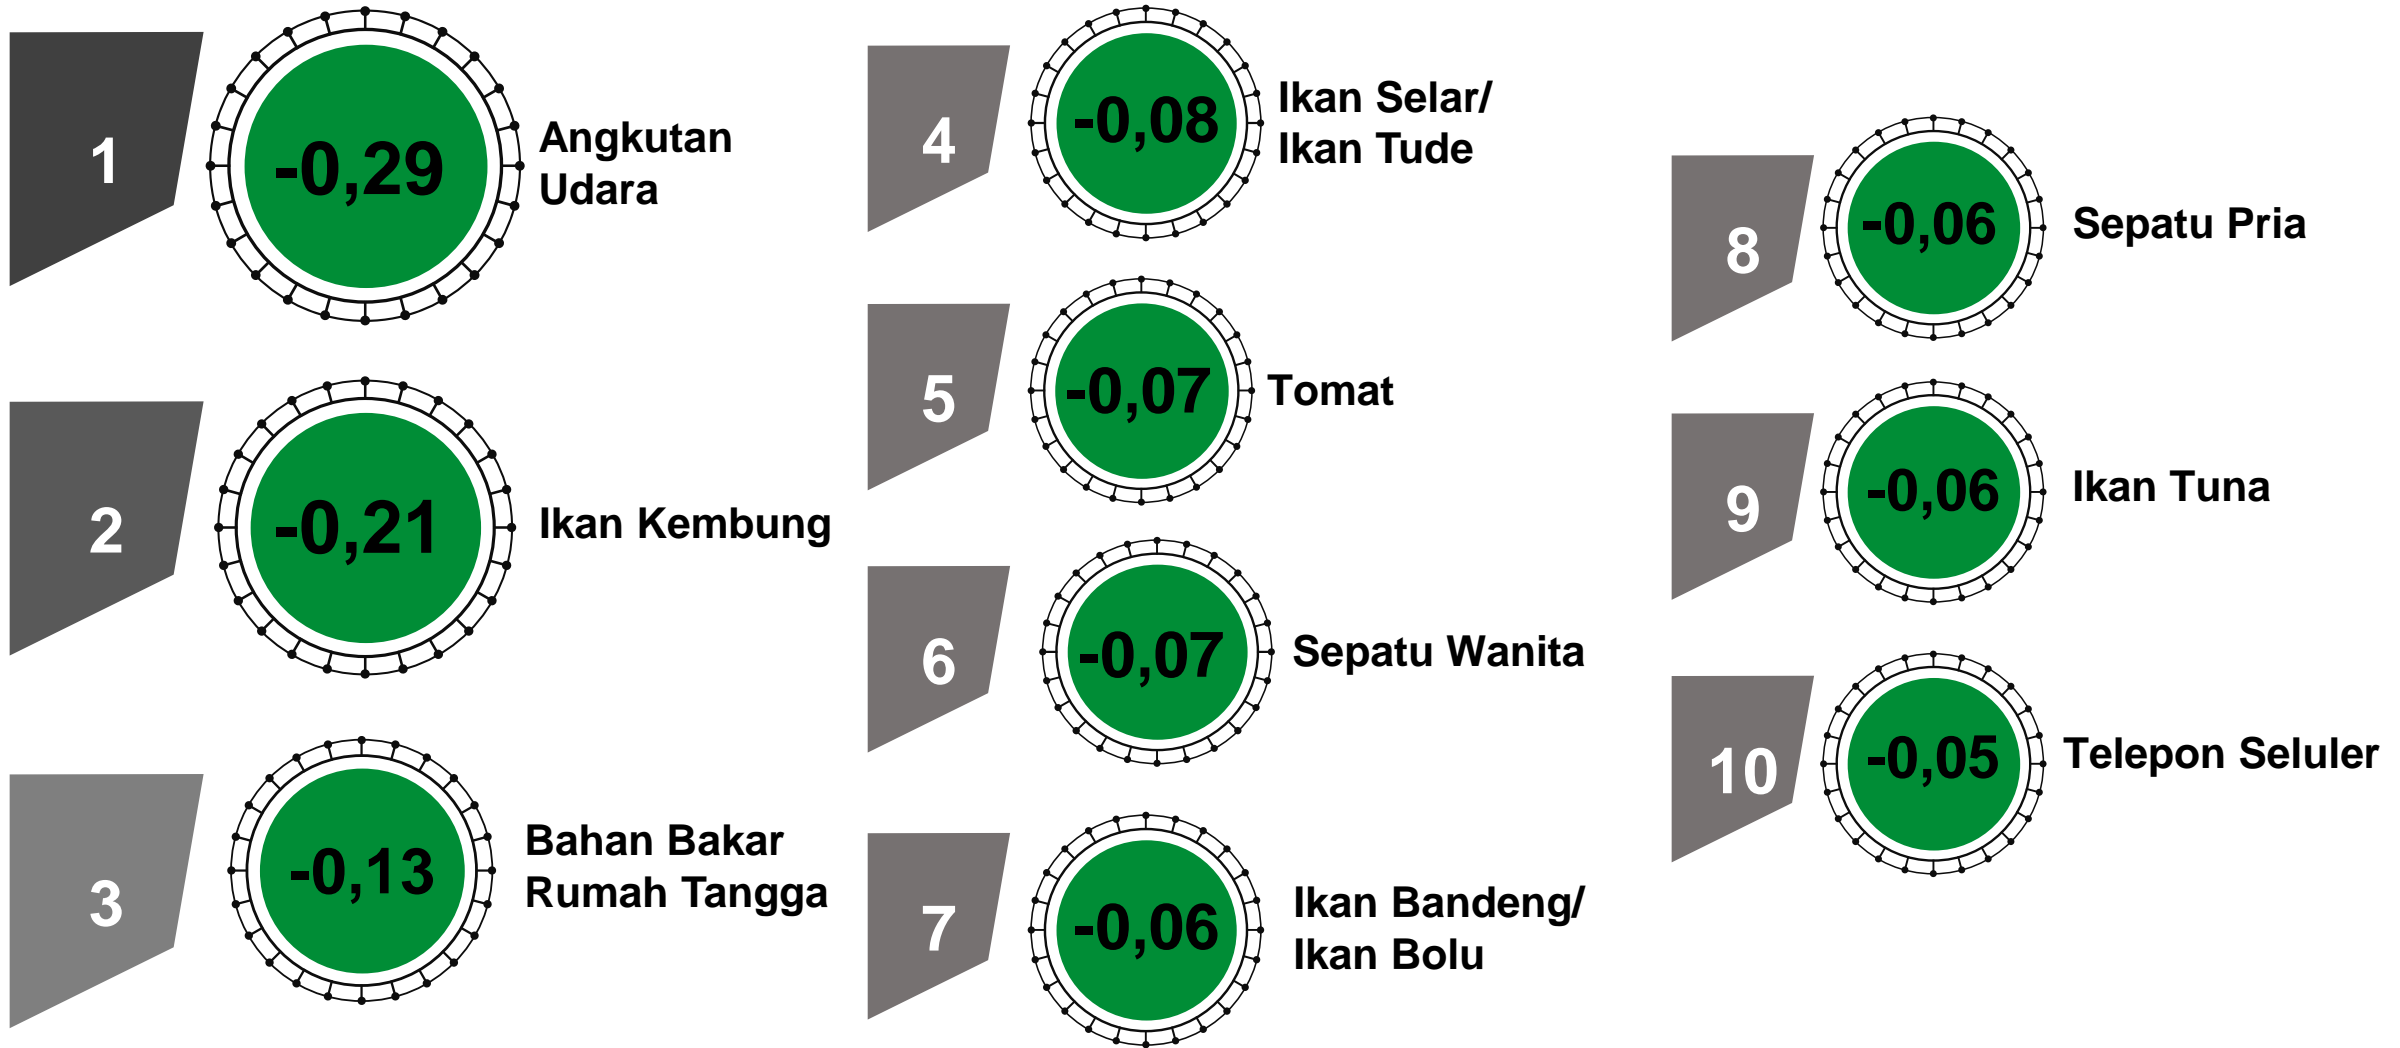 1
-0,29
Angkutan
Udara
2
-0,21
Ikan Kembung
3
-0,13
Bahan Bakar
Rumah Tangga
4
-0,08
Ikan Selar/
Ikan Tude
5
-0,07
Tomat
6
-0,07
Sepatu Wanita
7
-0,06
Ikan Bandeng/
Ikan Bolu
8
-0,06
Sepatu Pria
9
-0,06
Ikan Tuna
10
-0,05
Telepon Seluler